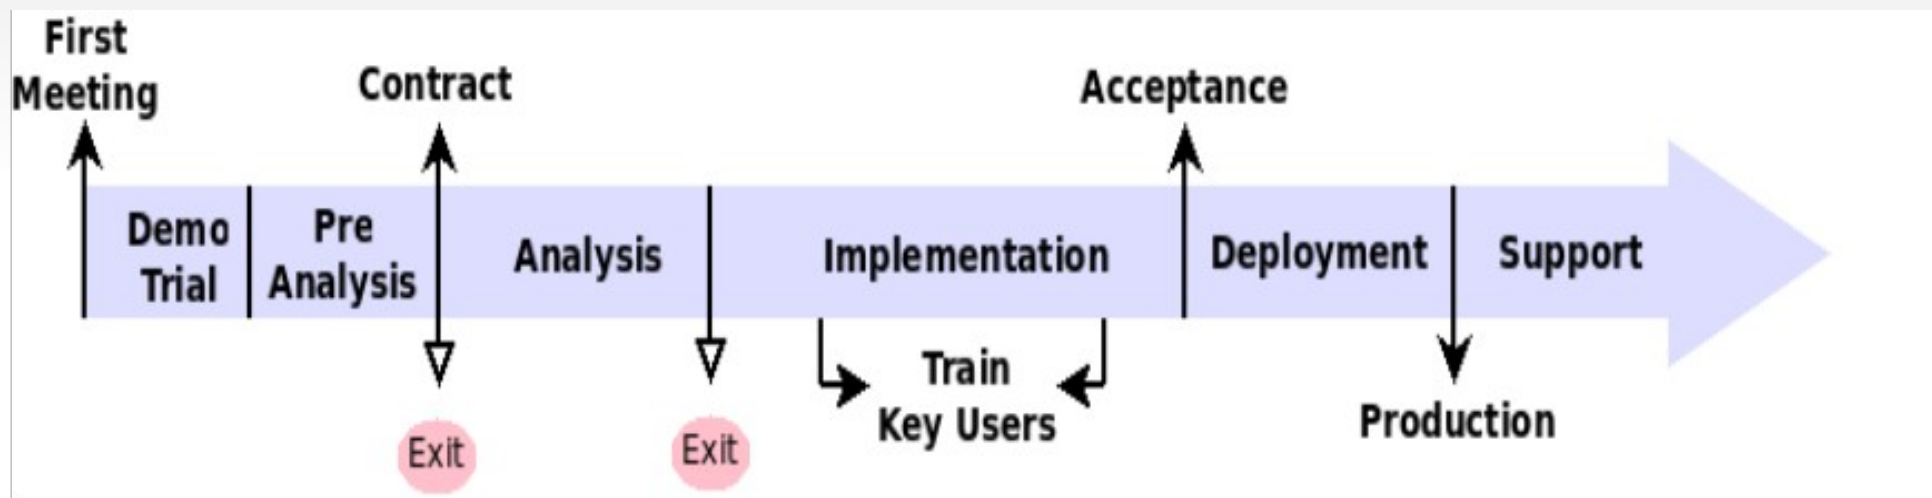 First
Meeting
Contract
Acceptance
Demo
Trial
Pre
Analysis
Analysis
Implementation
Deployment
Support
Train
Key Users
Production
Exit
Exit